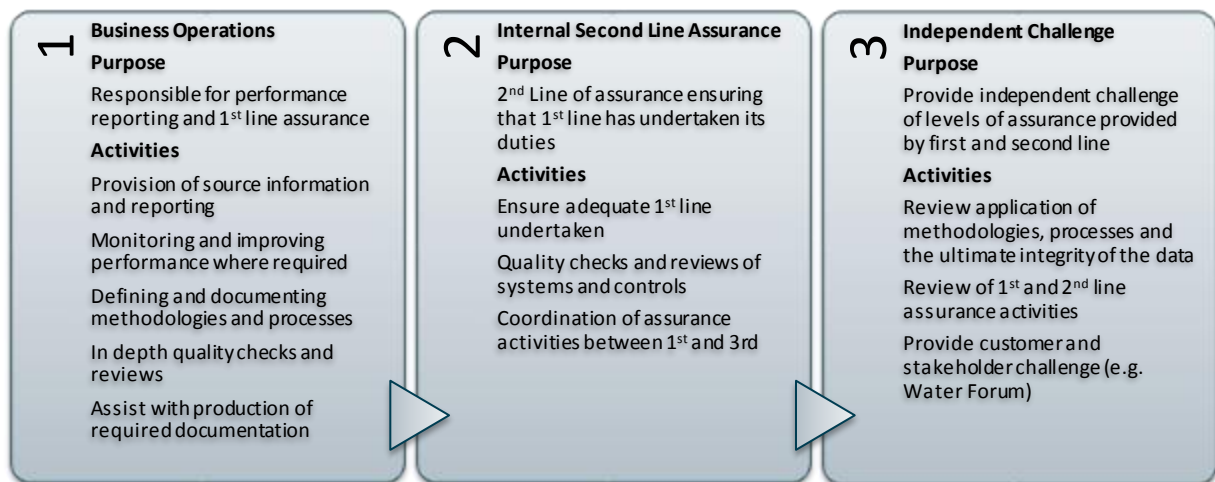 1
Business Operations
Purpose
Responsible for performance
reporting and 1st line assurance
Activities
Provision of source information
and reporting
Monitoring and improving
performance where required
Defining and documenting
methodologies and processes
In depth quality checks and
reviews
Assist with production of
required documentation
2
Internal Second Line Assurance
Purpose
2nd Line of assurance ensuring
that 1st line has undertaken its
duties
Activities
Ensure adequate 1st line
undertaken
Quality checks and reviews of
systems and controls
Coordination of assurance
activities between 1st and 3rd
3
Independent Challenge
Purpose
Provide independent challenge
of levels of assurance provided
by first and second line
Activities
Review application of
methodologies, processes and
the ultimate integrity of the data
Review of 1st and 2nd line
assurance activities
Provide customer and
stakeholder challenge (e.g.
Water Forum)